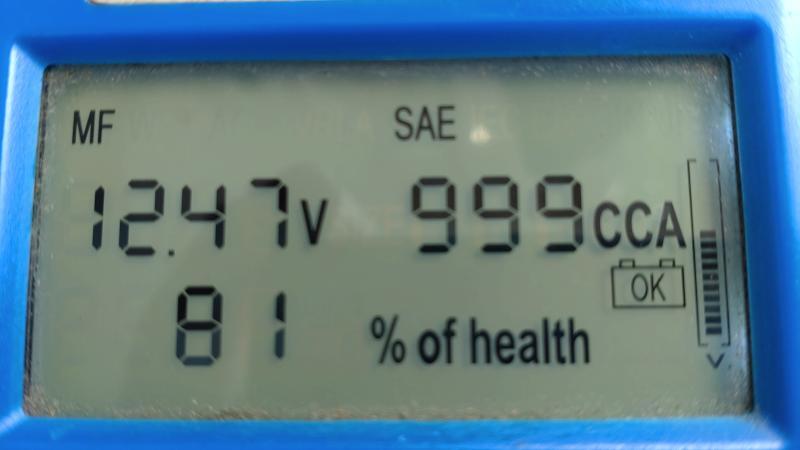 MF SAE
12.47V 999CCA
OK
81 % of health